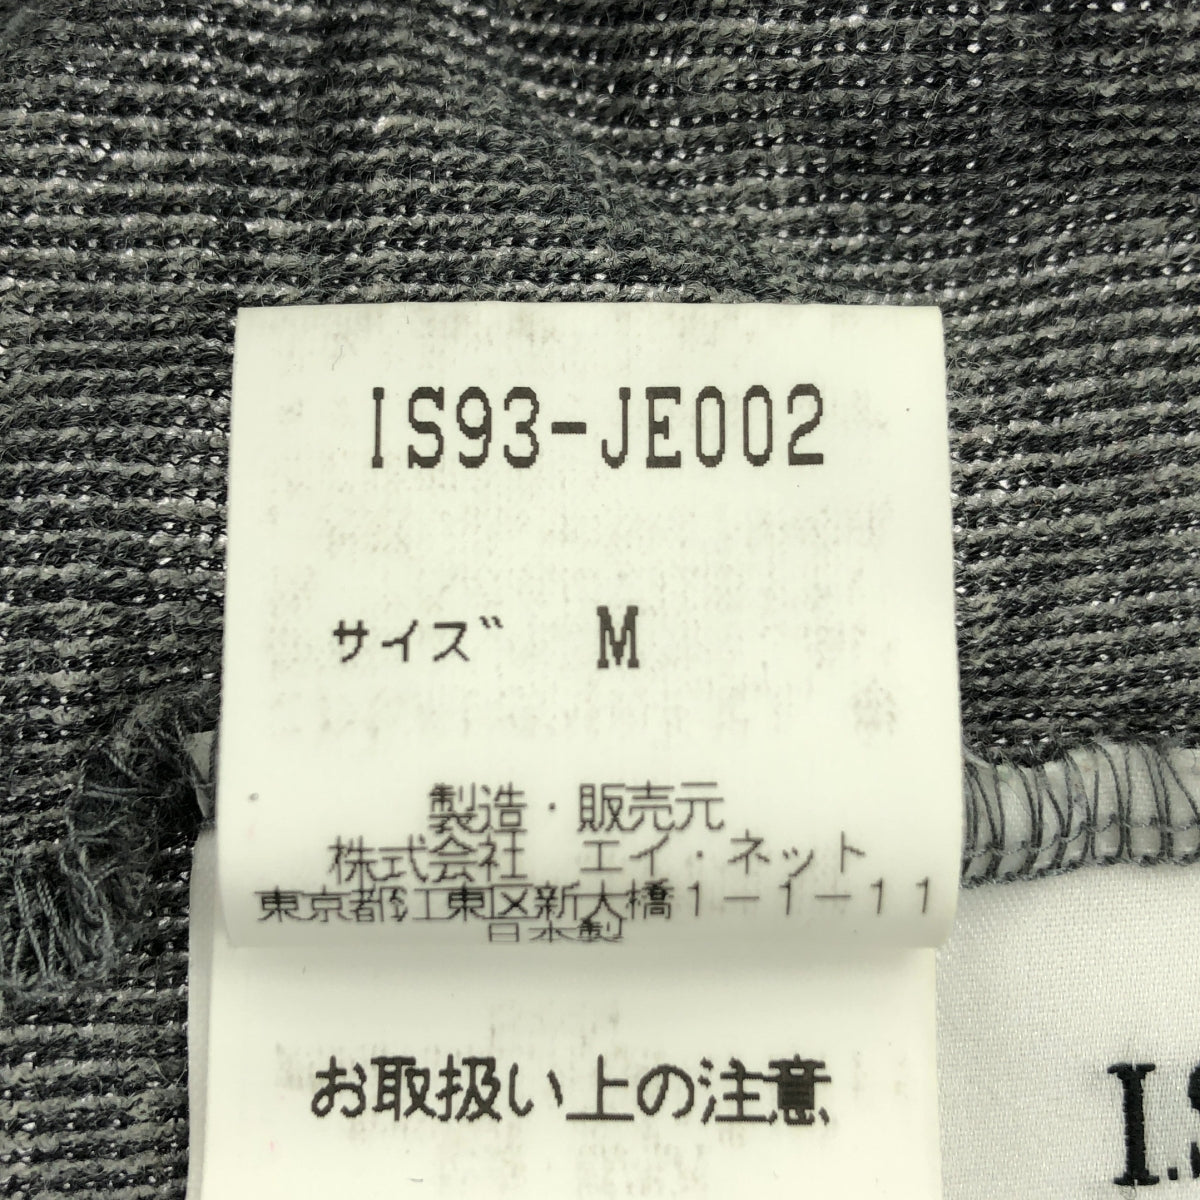 IS93-JE002
サイズ M
製造・販売元
株式会社 エイ・ネット
東京都江東区新大橋1-1-11
日本製
お取扱い上の注意
I.S